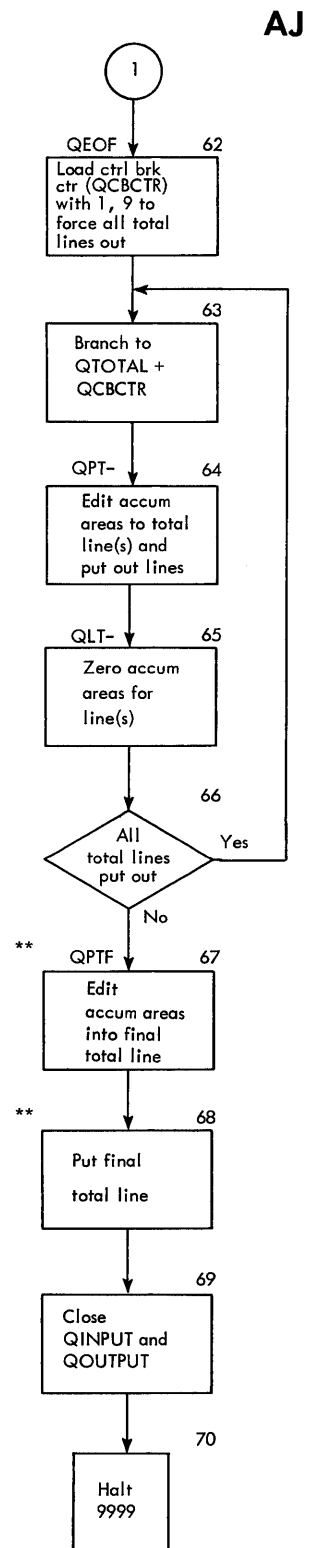 AJ
1
QEOF 62
Load ctrl brk
ctr (QCBCTR)
with 1, 9 to
force all total
lines out
63
Branch to
QTOTAL +
QCBCTR
QPT- 64
Edit accum
areas to total
line(s) and
put out lines
QLT- 65
Zero accum
areas for
line(s)
66
All
total lines
put out
Yes
No
** QPTF 67
Edit
accum areas
into final
total line
** 68
Put final
total line
69
Close
QINPUT and
QOUTPUT
70
Halt
9999